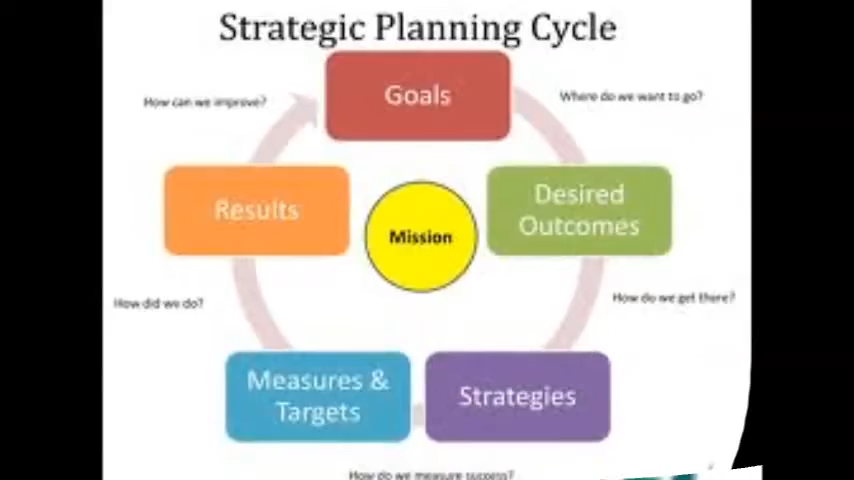 Strategic Planning Cycle
Goals
How can we improve?
Where do we want to go?
Results
Mission
Desired
Outcomes
How did we do?
How do we get there?
Measures &
Targets
Strategies
How do we measure success?